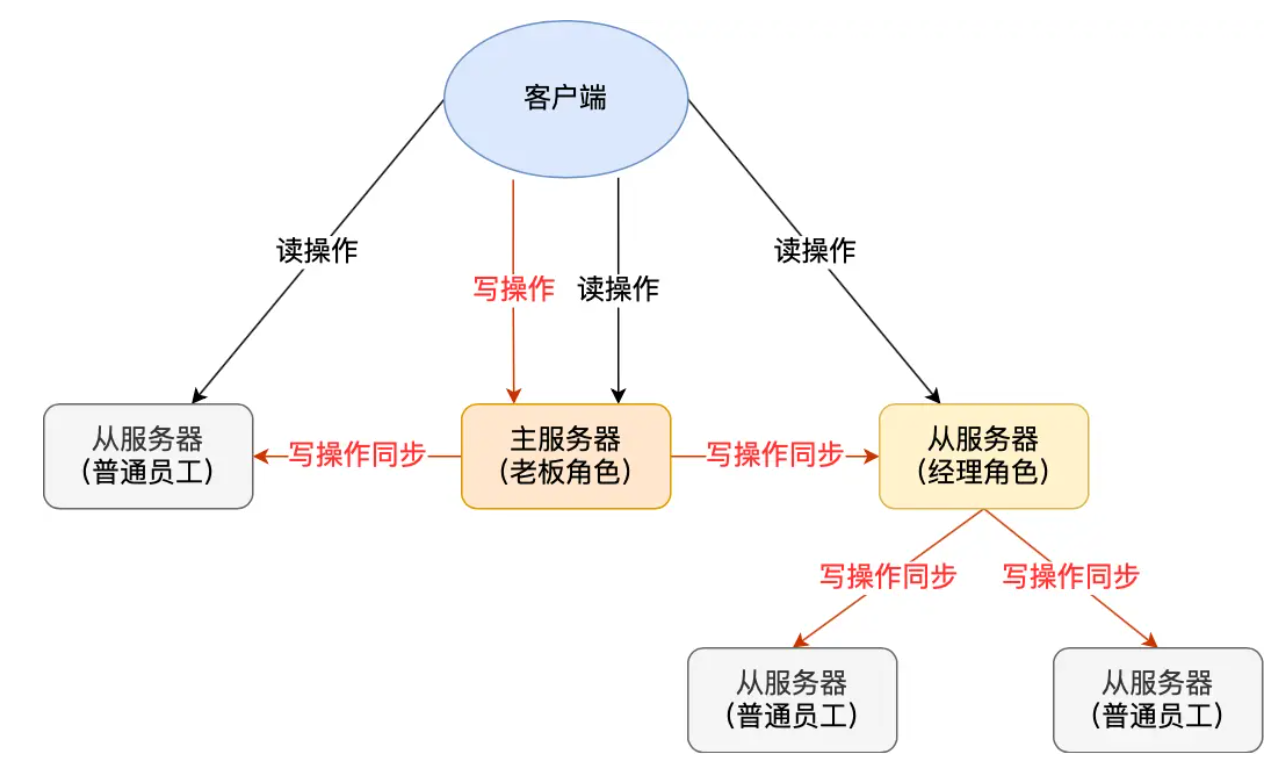 客户端
读操作
读操作
写操作
读操作
从服务器
(普通员工)
写操作同步
主服务器
(老板角色)
写操作同步
从服务器
(经理角色)
写操作同步
写操作同步
从服务器
(普通员工)
从服务器
(普通员工)